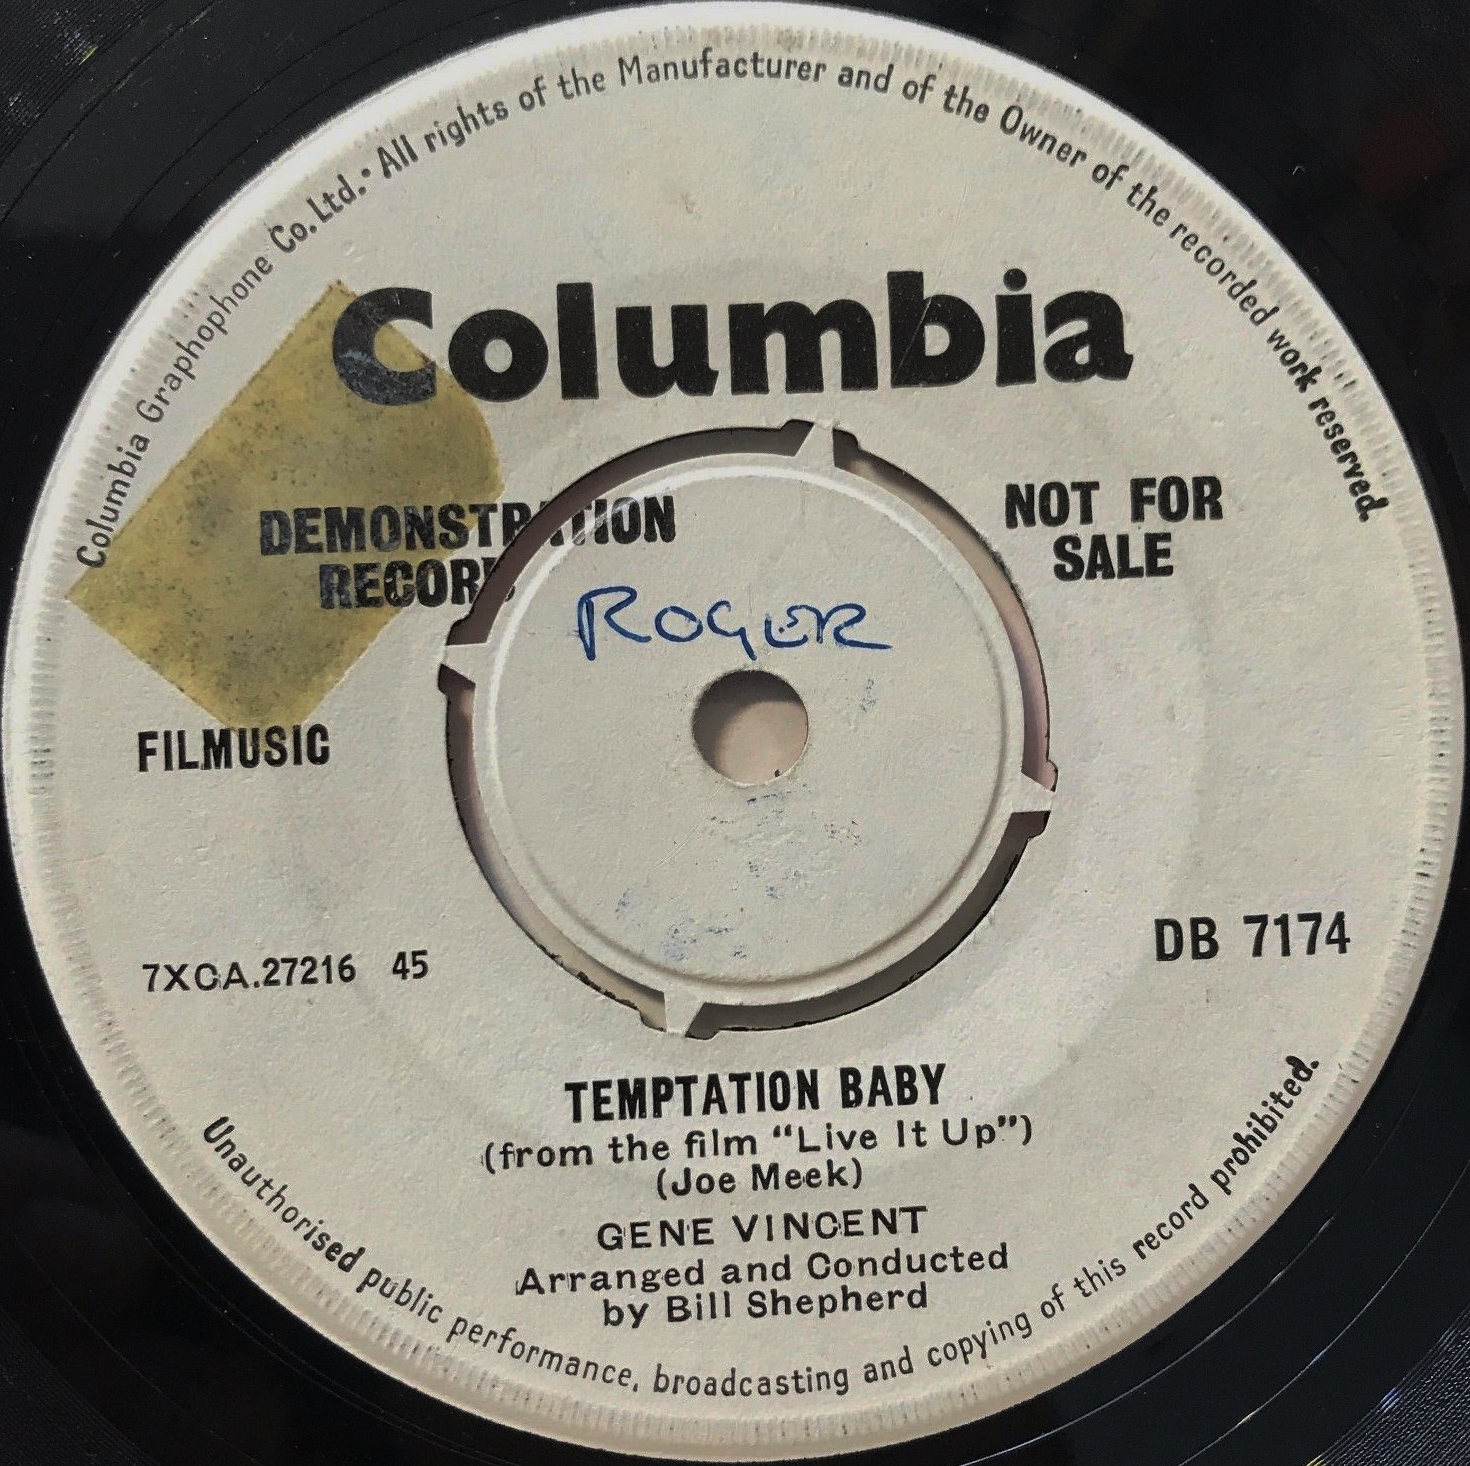 Columbia Graphophone Co. Ltd. • All rights of the Manufacturer and of the Owner of the recorded work reserved.
Columbia
DEMONSTRATION
RECORD
NOT FOR
SALE
ROGER
FILMUSIC
7XCA.27216 45
DB 7174
TEMPTATION BABY
(from the film “Live It Up”)
(Joe Meek)
GENE VINCENT
Arranged and Conducted
by Bill Shepherd
Unauthorised public performance, broadcasting and copying of this record prohibited.